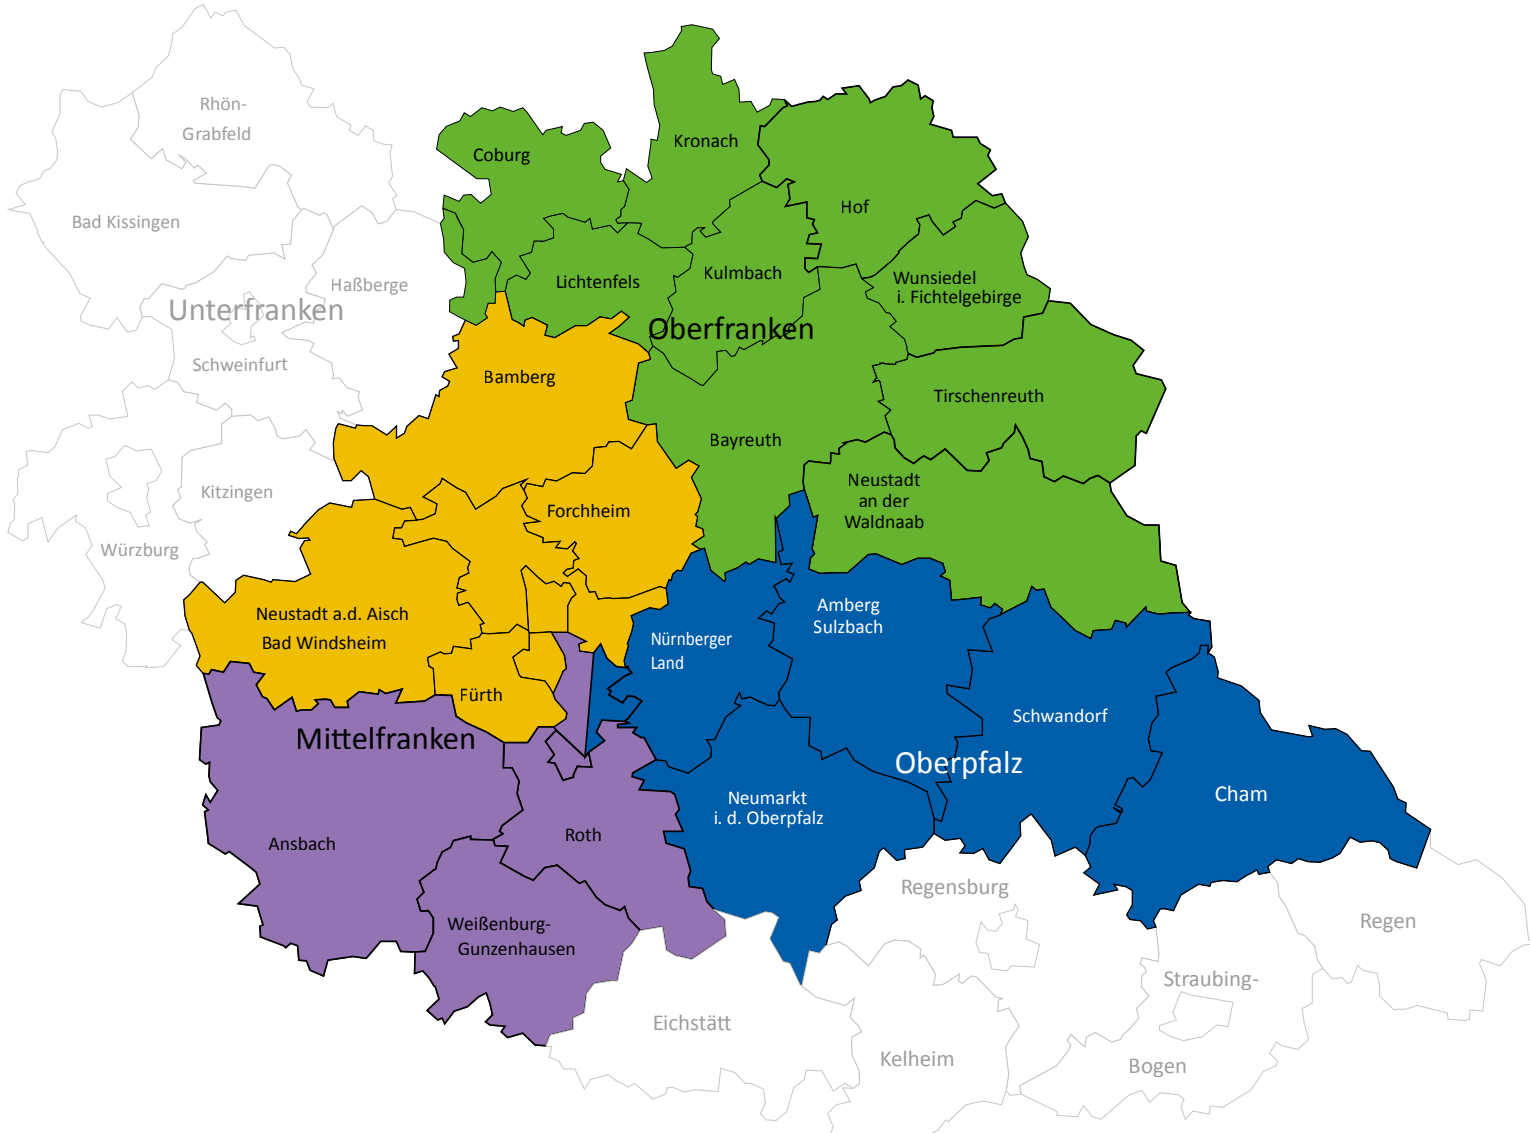 Rhön-
Grabfeld
Bad Kissingen
Haßberge
Unterfranken
Schweinfurt
Kitzingen
Würzburg
Coburg
Kronach
Hof
Lichtenfels
Kulmbach
Wunsiedel
i. Fichtelgebirge
Oberfranken
Bamberg
Tirschenreuth
Bayreuth
Forchheim
Neustadt
an der
Waldnaab
Neustadt a.d. Aisch
Bad Windsheim
Fürth
Nürnberger
Land
Amberg
Sulzbach
Mittelfranken
Schwandorf
Oberpfalz
Neumarkt
i. d. Oberpfalz
Cham
Ansbach
Roth
Weißenburg-
Gunzenhausen
Regensburg
Regen
Straubing-
Bogen
Eichstätt
Kelheim